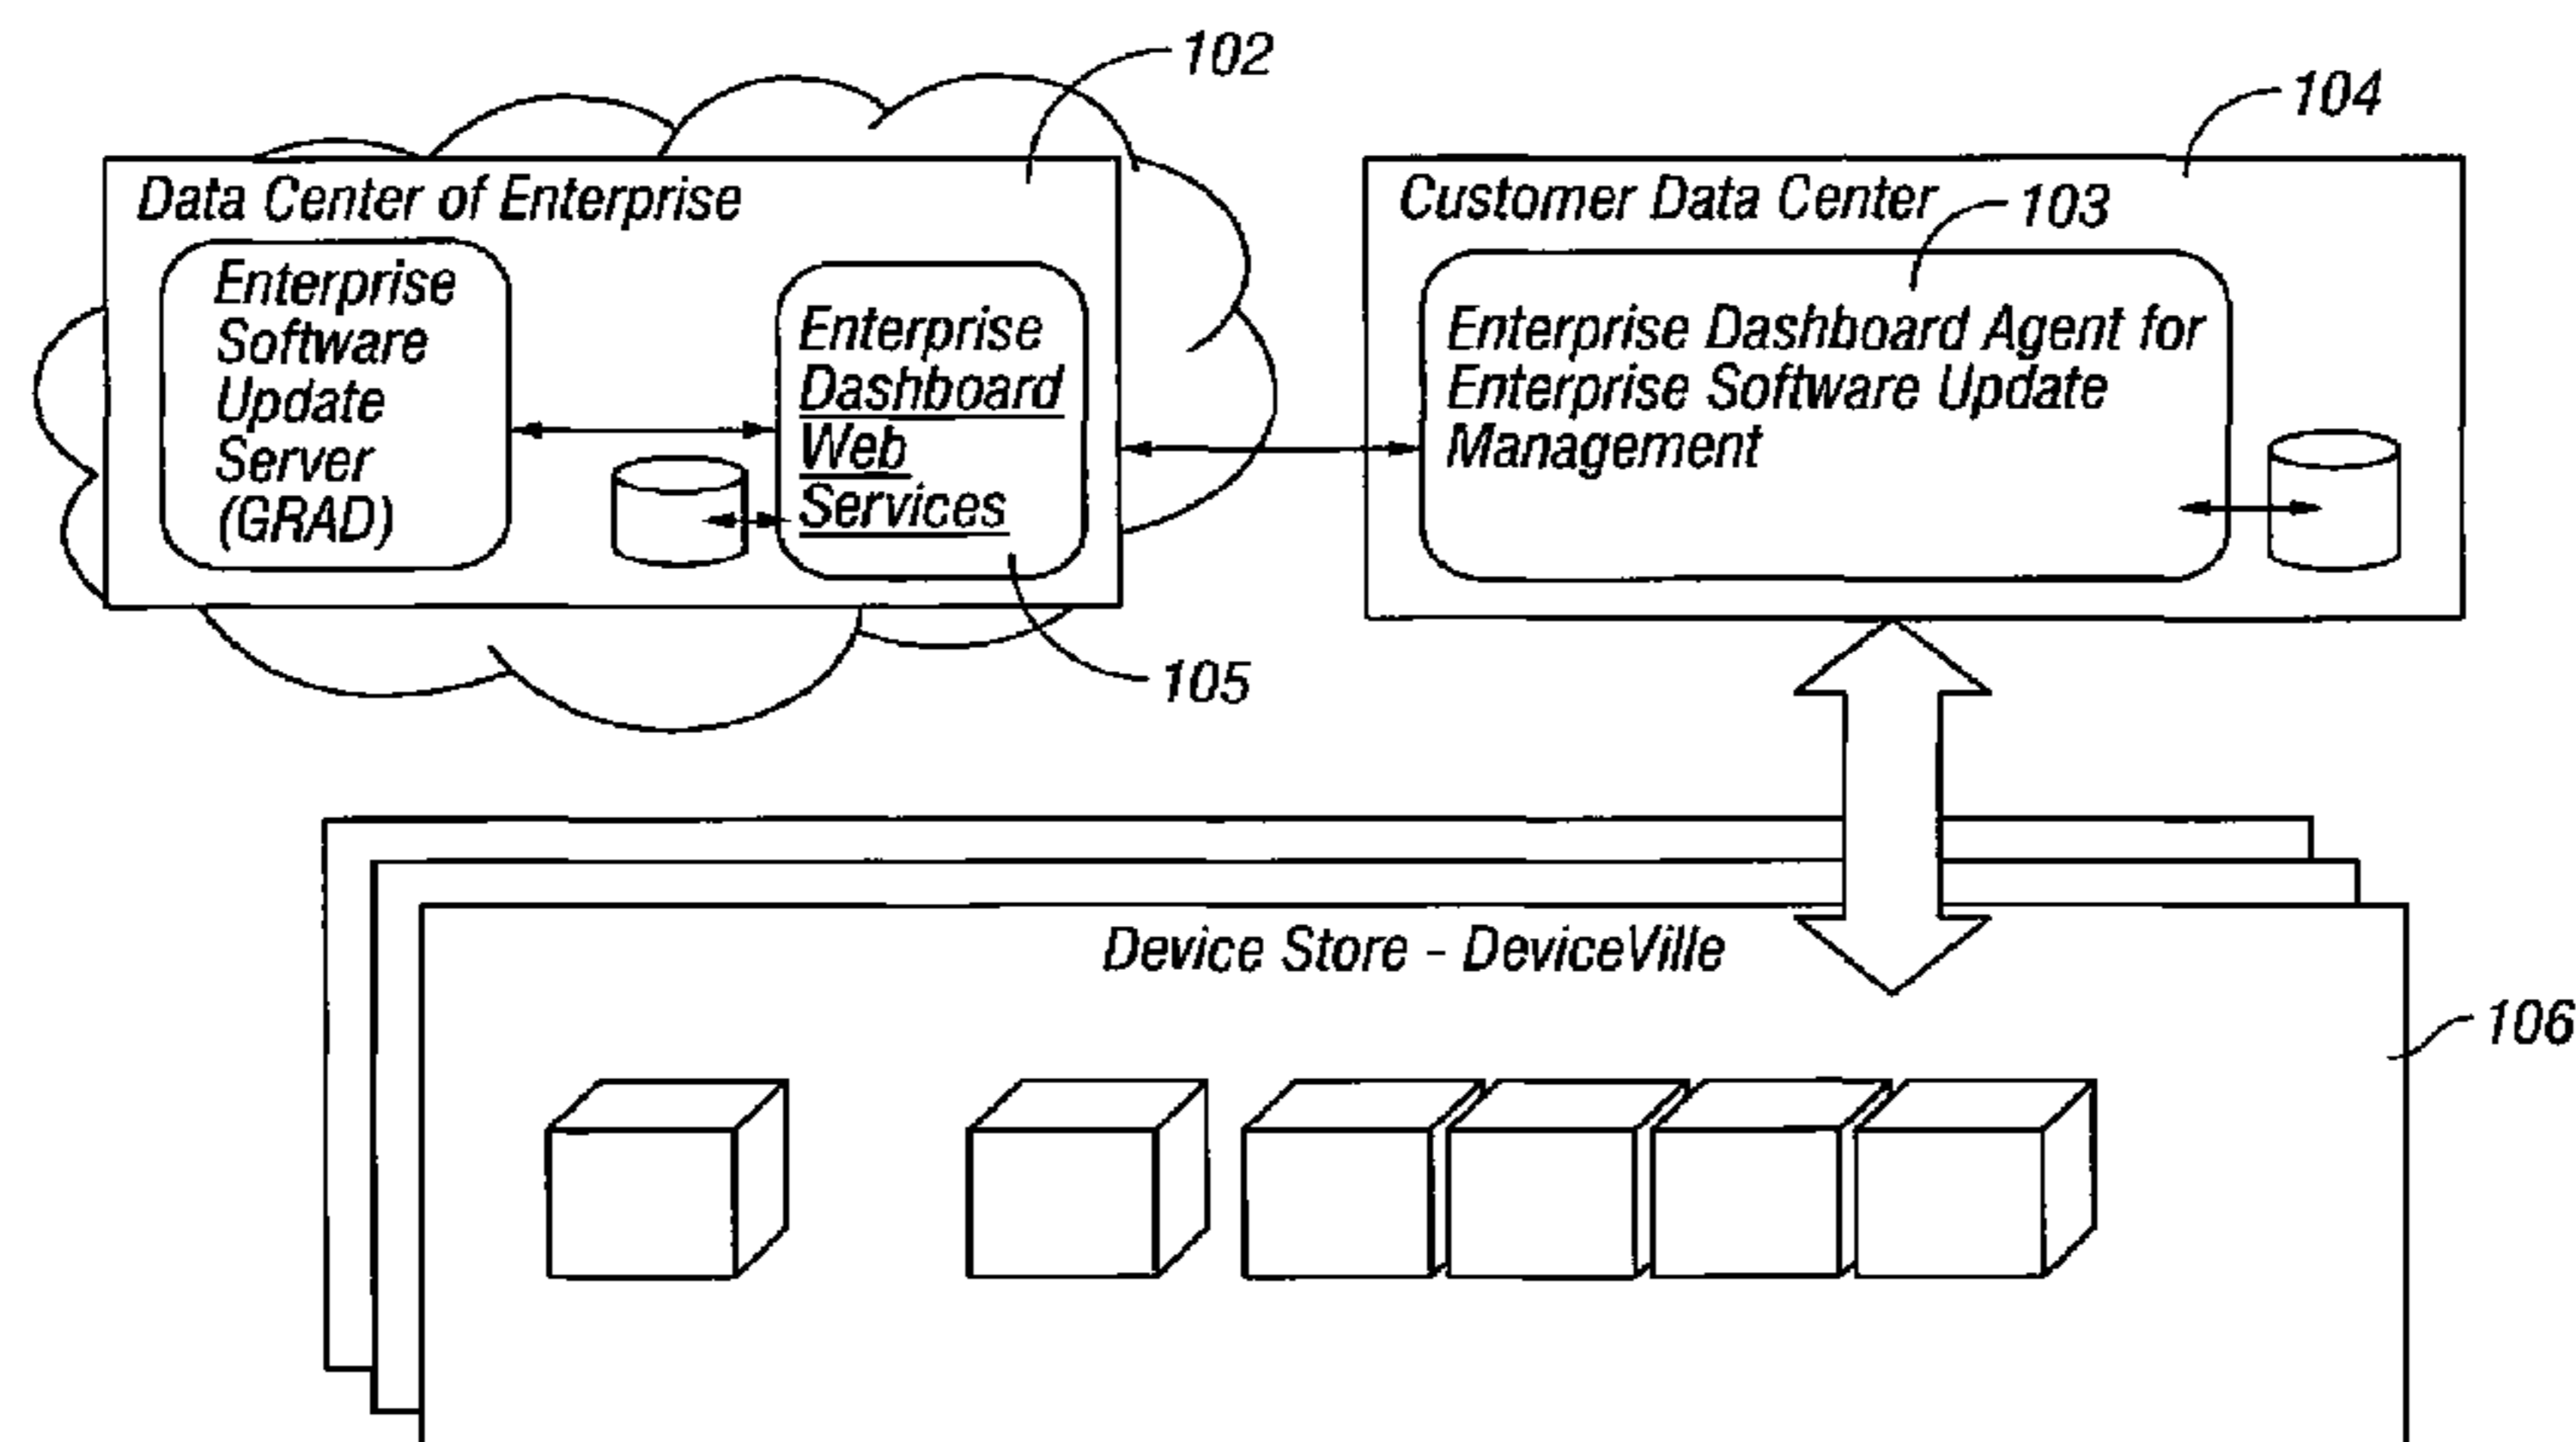 102
104
Data Center of Enterprise
Enterprise
Software
Update
Server
(GRAD)
Enterprise
Dashboard
Web
Services
105
Customer Data Center
103
Enterprise Dashboard Agent for
Enterprise Software Update
Management
Device Store - DeviceVille
106